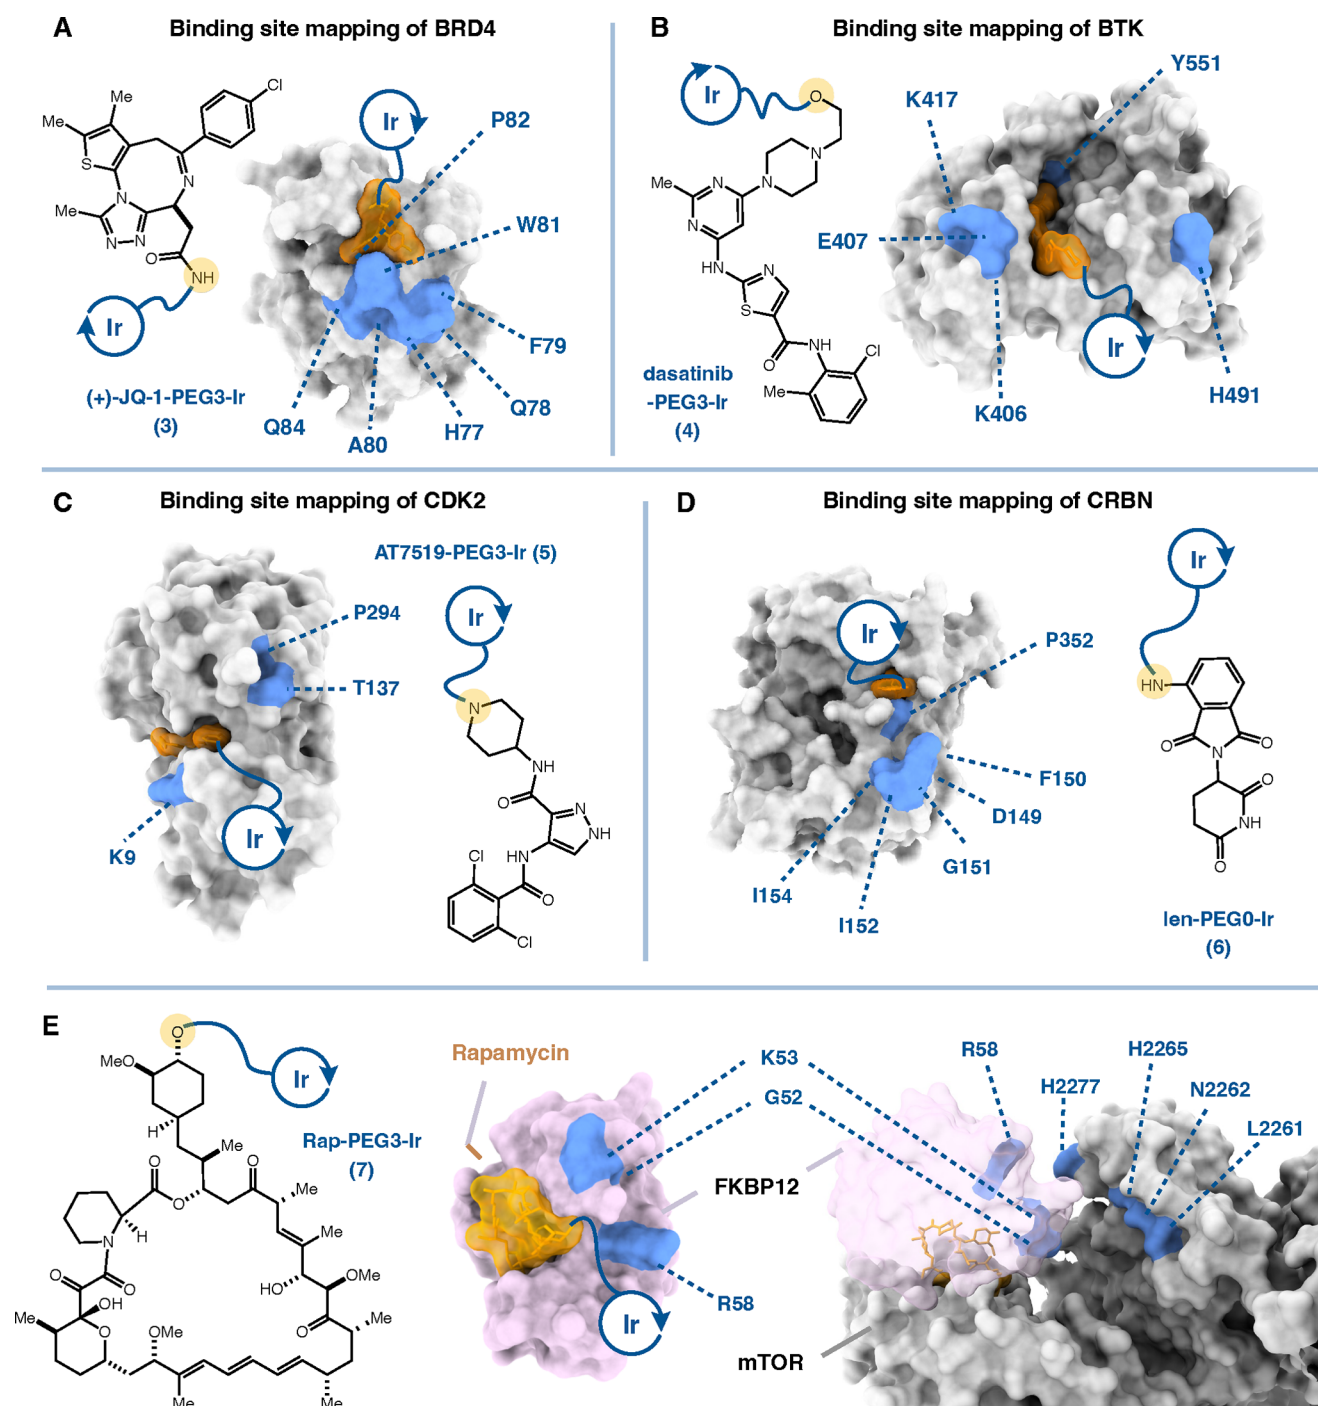 A
Binding site mapping of BRD4
Cl
Me
Me
S
N
N
Me
N
N
O
NH
Ir
Ir
(+)-JQ-1-PEG3-Ir
(3)
P82
W81
F79
Q78
H77
A80
Q84
B
Binding site mapping of BTK
Ir
O
N
N
Me
N
N
HN
N
S
NH
O
Cl
Me
dasatinib
-PEG3-Ir
(4)
Y551
K417
E407
K406
H491
Ir
C
Binding site mapping of CDK2
AT7519-PEG3-Ir (5)
P294
T137
K9
Ir
Ir
N
NH
O
N
NH
HN
Cl
O
Cl
D
Binding site mapping of CRBN
Ir
P352
F150
D149
G151
I152
I154
Ir
HN
O
O
N
O
NH
O
len-PEG0-Ir
(6)
E
O
MeO
Ir
H
Me
Rap-PEG3-Ir
(7)
O
O
O
Me
H
N
Me
O
O
OH
HO
OMe
O
Me
O
OMe
Me
Me
Me
Rapamycin
K53
G52
FKBP12
R58
Ir
mTOR
R58
H2277
H2265
N2262
L2261